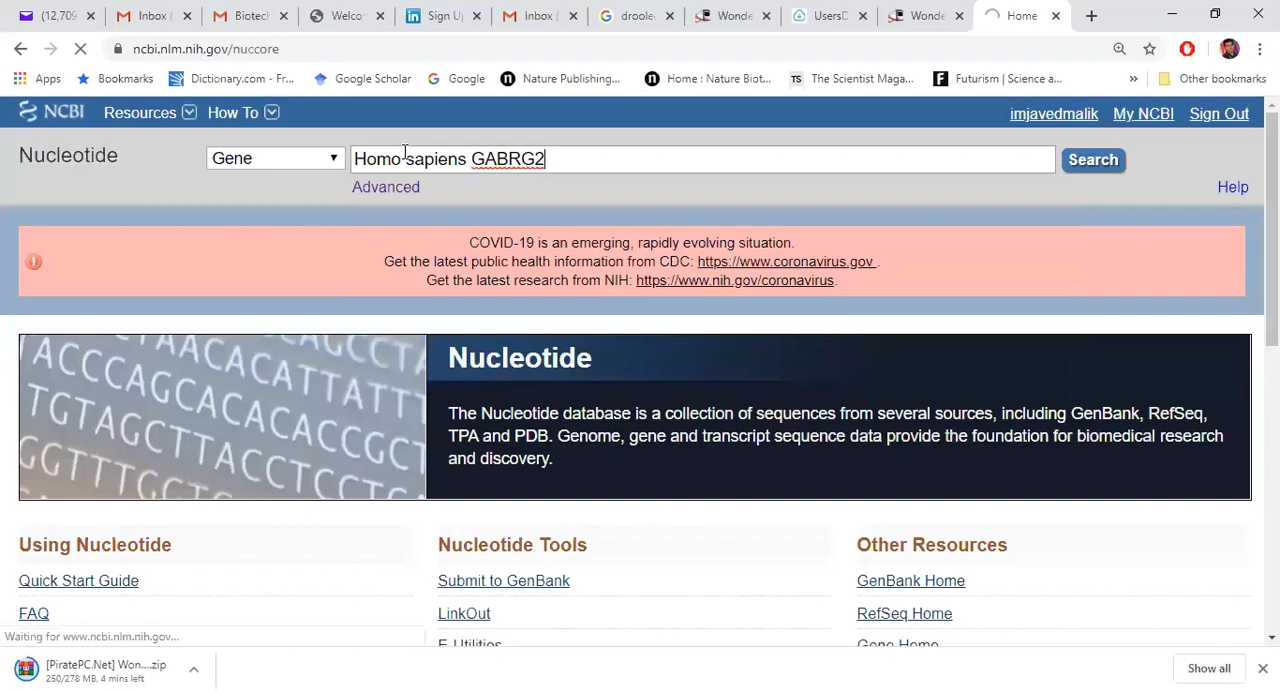 (12,709 Inbox ( Biotech Welco Sign Up Inbox ( droole Wonde UsersD Wonde Home
ncbi.nlm.nih.gov/nuccore
Apps Bookmarks Dictionary.com - Fr... Google Scholar Google Nature Publishing... Home : Nature Biot... TS The Scientist Maga... Futurism | Science a... » Other bookmarks
NCBI Resources How To imjavedmalik My NCBI Sign Out
Nucleotide Gene Homo sapiens GABRG2 Search
Advanced Help
COVID-19 is an emerging, rapidly evolving situation.
Get the latest public health information from CDC: https://www.coronavirus.gov .
Get the latest research from NIH: https://www.nih.gov/coronavirus.
Nucleotide
The Nucleotide database is a collection of sequences from several sources, including GenBank, RefSeq,
TPA and PDB. Genome, gene and transcript sequence data provide the foundation for biomedical research
and discovery.
Using Nucleotide Nucleotide Tools Other Resources
Quick Start Guide Submit to GenBank GenBank Home
FAQ LinkOut RefSeq Home
E-Utilities Gene Home
Waiting for www.ncbi.nlm.nih.gov...
[PiratePC.Net] Won....zip
250/278 MB, 4 mins left
Show all